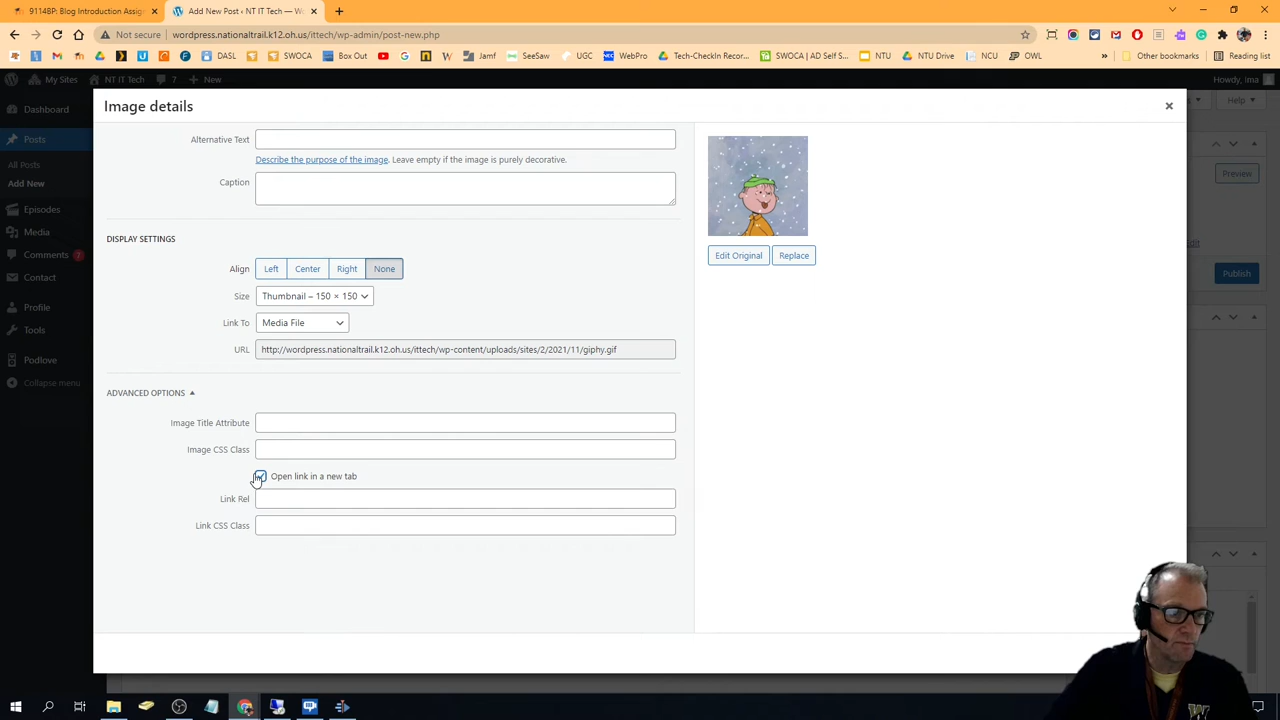 9114BP: Blog Introduction Assig
Add New Post ‹ NT IT Tech — Wo
Not secure
wordpress.nationaltrail.k12.oh.us/ittech/wp-admin/post-new.php
DASL
SWOCA
Box Out
Jamf
SeeSaw
UGC
WebPro
Tech-CheckIn Recor...
SWOCA | AD Self S...
NTU
NTU Drive
NCU
OWL
Other bookmarks
Reading list
My Sites
NT IT Tech
7
New
Howdy, Ima
Dashboard
Posts
All Posts
Add New
Episodes
Media
Comments 7
Contact
Profile
Tools
Podlove
Collapse menu
Help
Preview
Edit
Publish
Image details
Alternative Text
Describe the purpose of the image. Leave empty if the image is purely decorative.
Caption
DISPLAY SETTINGS
Align Left Center Right None
Size Thumbnail – 150 × 150
Link To Media File
URL http://wordpress.nationaltrail.k12.oh.us/ittech/wp-content/uploads/sites/2/2021/11/giphy.gif
ADVANCED OPTIONS
Image Title Attribute
Image CSS Class
Open link in a new tab
Link Rel
Link CSS Class
Edit Original
Replace